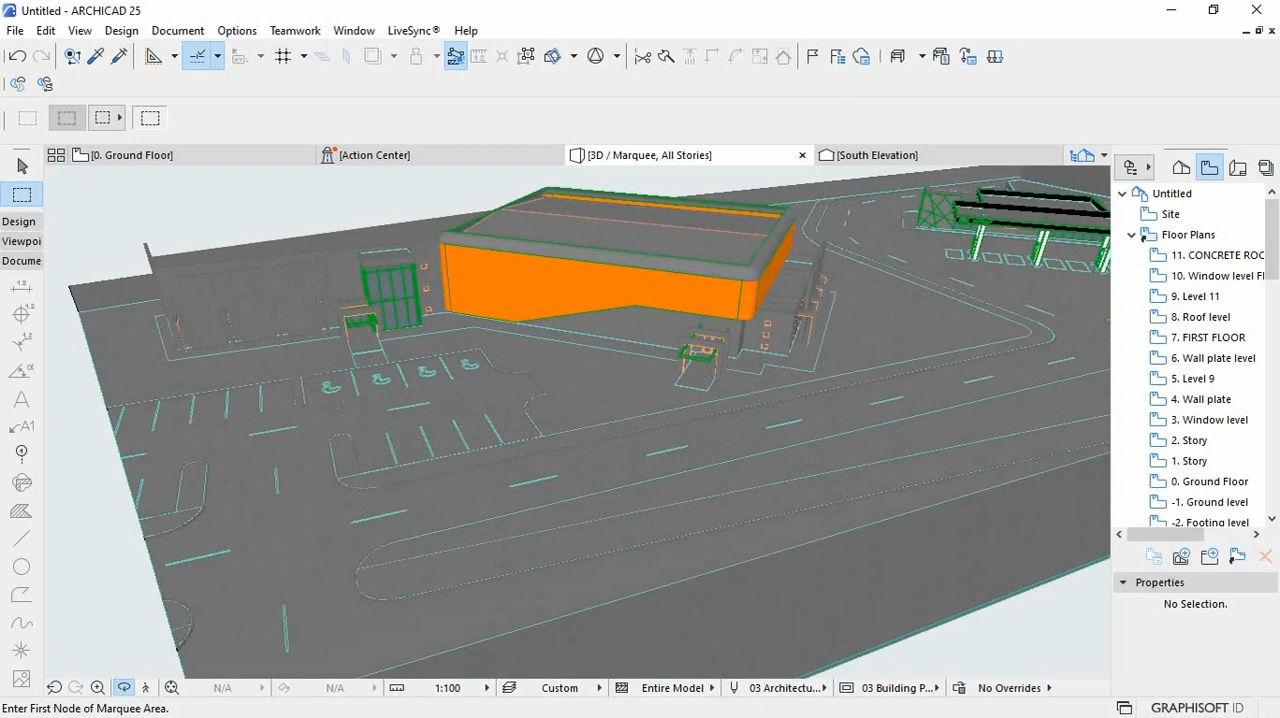 Untitled - ARCHICAD 25
File Edit View Design Document Options Teamwork Window LiveSync® Help
[0. Ground Floor] [Action Center] [3D / Marquee, All Stories] [South Elevation]
Design
Viewpoi
Docume
A
A1
Untitled
Site
Floor Plans
11. CONCRETE ROO
10. Window level Fl
9. Level 11
8. Roof level
7. FIRST FLOOR
6. Wall plate level
5. Level 9
4. Wall plate
3. Window level
2. Story
1. Story
0. Ground Floor
-1. Ground level
-2. Footing level
Properties
No Selection.
N/A N/A 1:100 Custom Entire Model 03 Architectu... 03 Building P... No Overrides
Enter First Node of Marquee Area. GRAPHISOFT ID